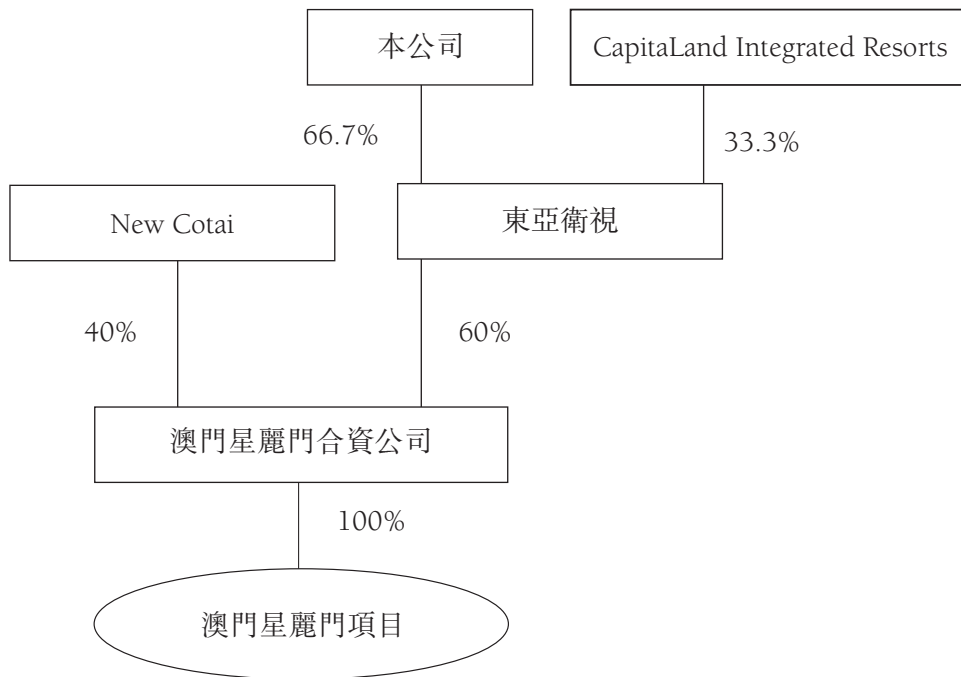 本公司
CapitaLand Integrated Resorts
66.7%
33.3%
New Cotai
東亞衛視
40%
60%
澳門星麗門合資公司
100%
澳門星麗門項目